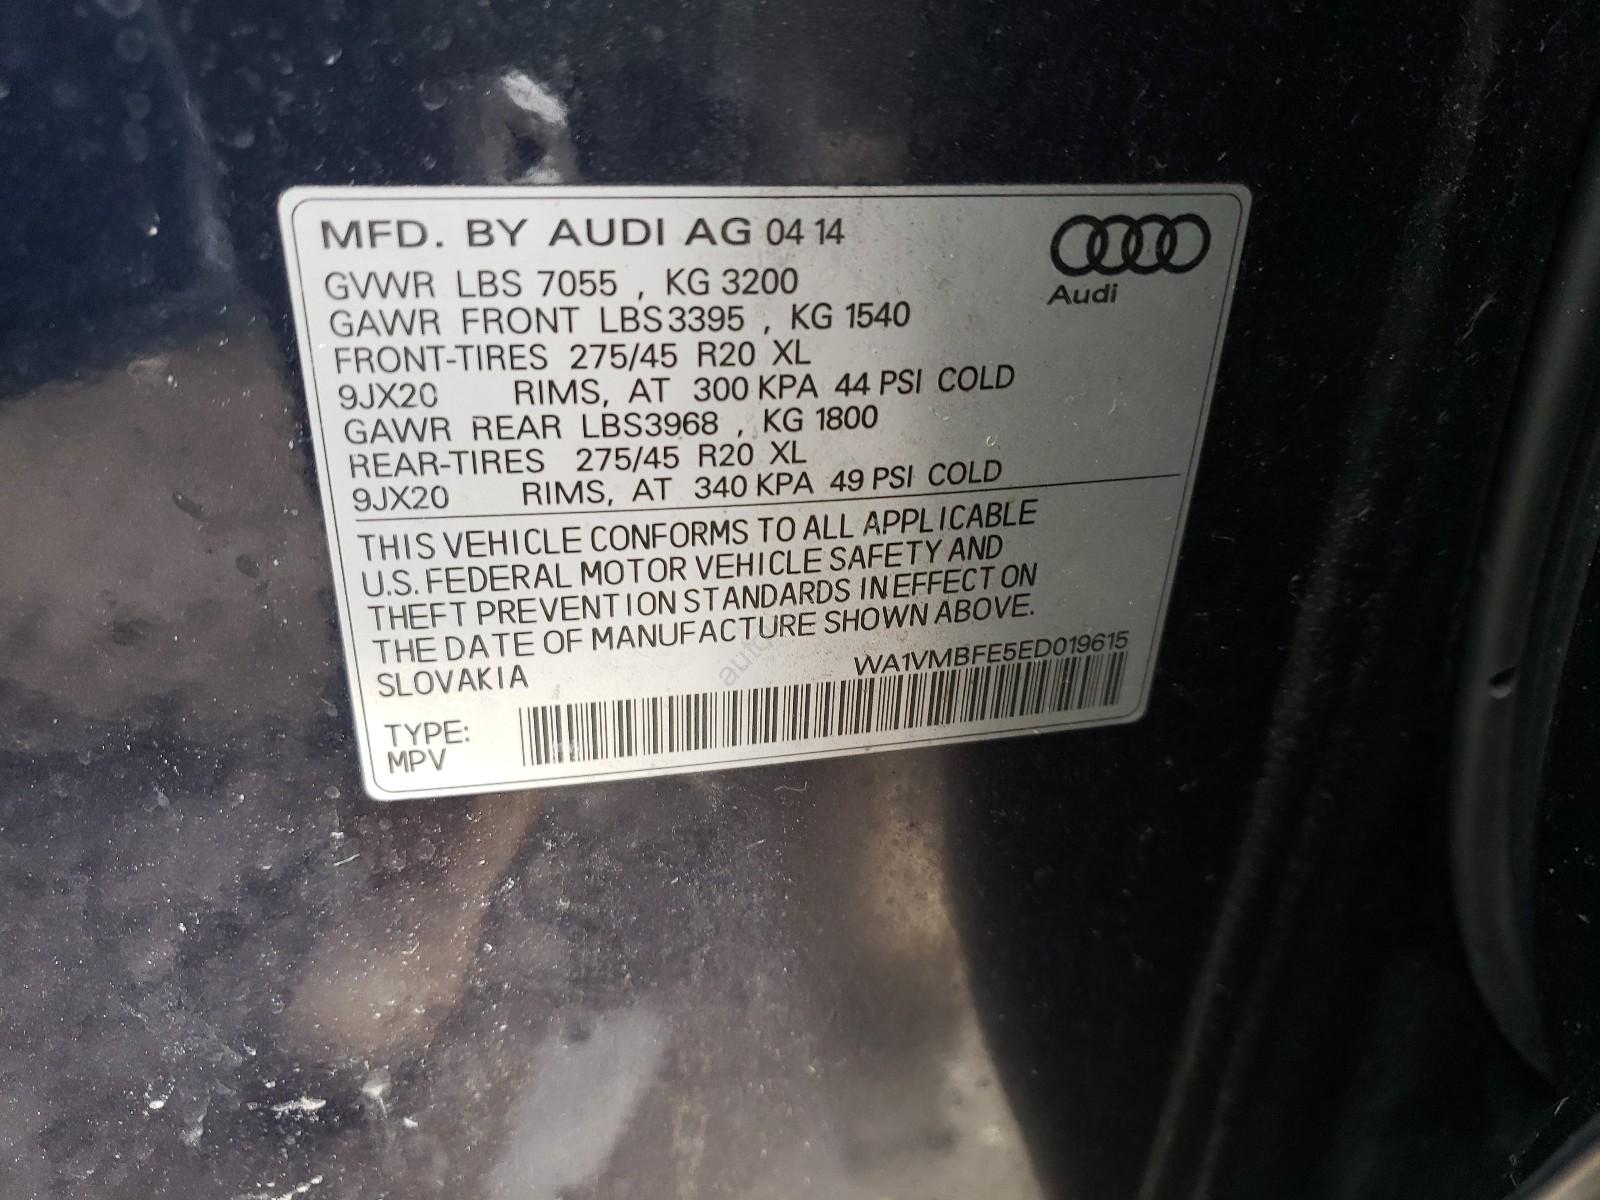 MFD. BY AUDI AG 04 14
Audi
GVWR LBS 7055 , KG 3200
GAWR FRONT LBS3395 , KG 1540
FRONT-TIRES 275/45 R20 XL
9JX20 RIMS, AT 300 KPA 44 PSI COLD
GAWR REAR LBS3968 , KG 1800
REAR-TIRES 275/45 R20 XL
9JX20 RIMS, AT 340 KPA 49 PSI COLD
THIS VEHICLE CONFORMS TO ALL APPLICABLE
U.S. FEDERAL MOTOR VEHICLE SAFETY AND
THEFT PREVENTION STANDARDS IN EFFECT ON
THE DATE OF MANUFACTURE SHOWN ABOVE.
SLOVAKIA WA1VMBFE5ED019615
TYPE:
MPV